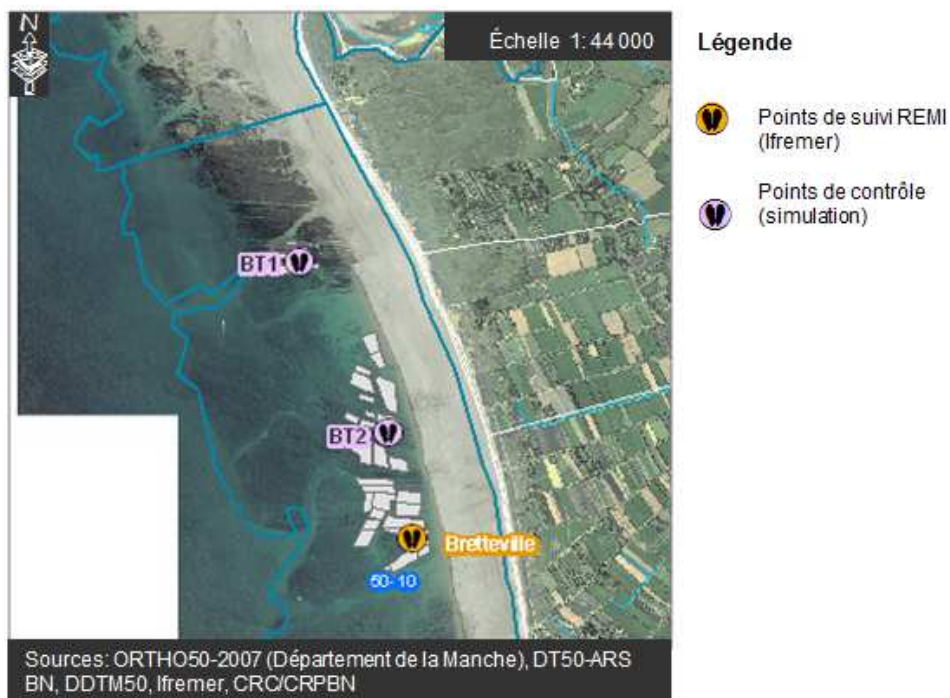 N
Échelle 1: 44 000
Légende
Points de suivi REMI
(Ifremer)
Points de contrôle
(simulation)
BT1
BT2
Bretteville
50-10
Sources: ORTHO50-2007 (Département de la Manche), DT50-ARS
BN, DDTM50, Ifremer, CRC/CRPBN